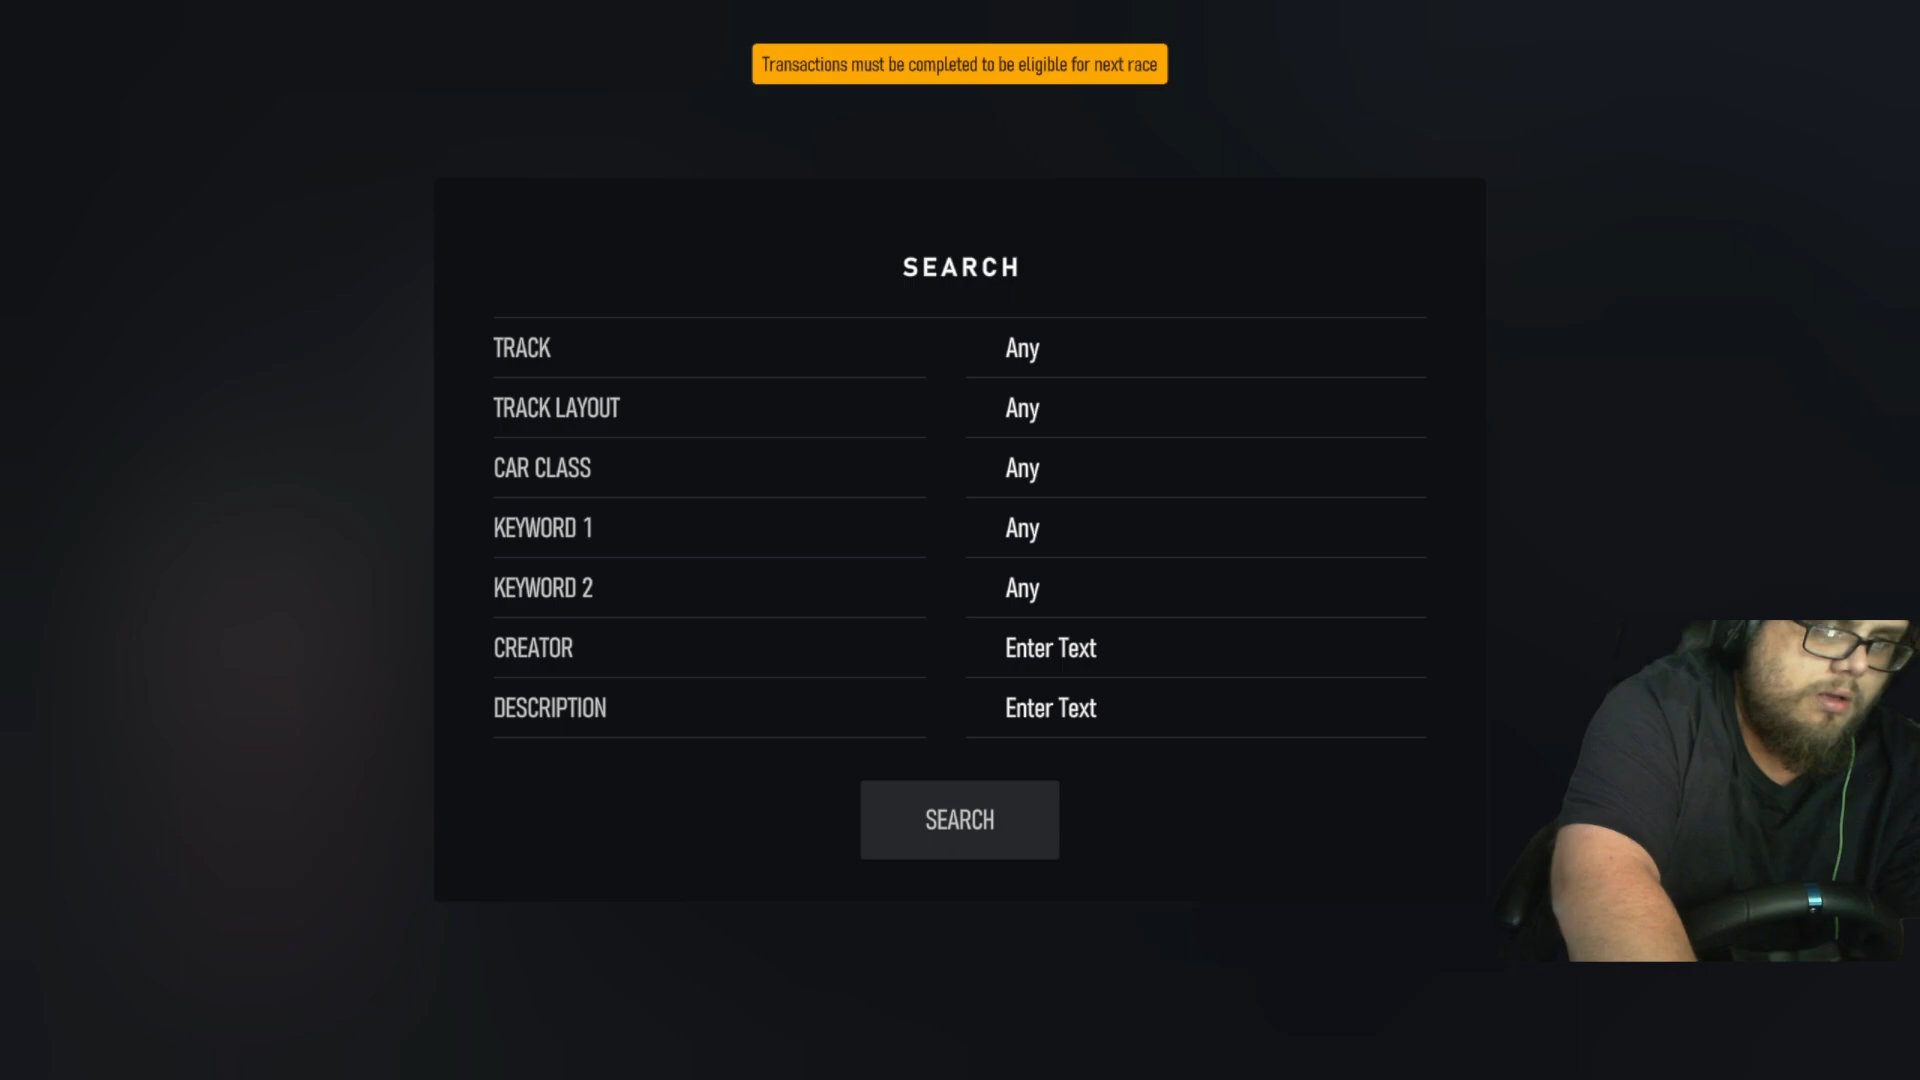 Transactions must be completed to be eligible for next race
SEARCH
TRACK Any
TRACK LAYOUT Any
CAR CLASS Any
KEYWORD 1 Any
KEYWORD 2 Any
CREATOR Enter Text
DESCRIPTION Enter Text
SEARCH